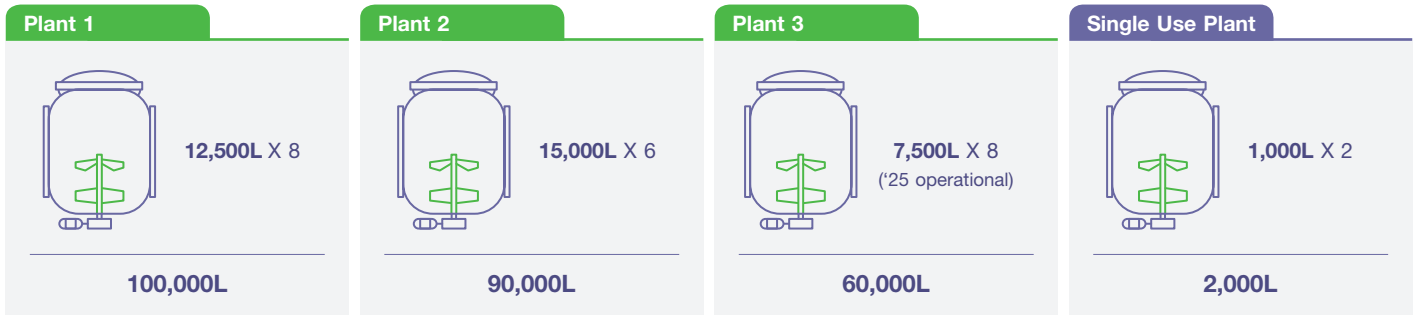 Plant 1
12,500L X 8
100,000L
Plant 2
15,000L X 6
90,000L
Plant 3
7,500L X 8
(‘25 operational)
60,000L
Single Use Plant
1,000L X 2
2,000L